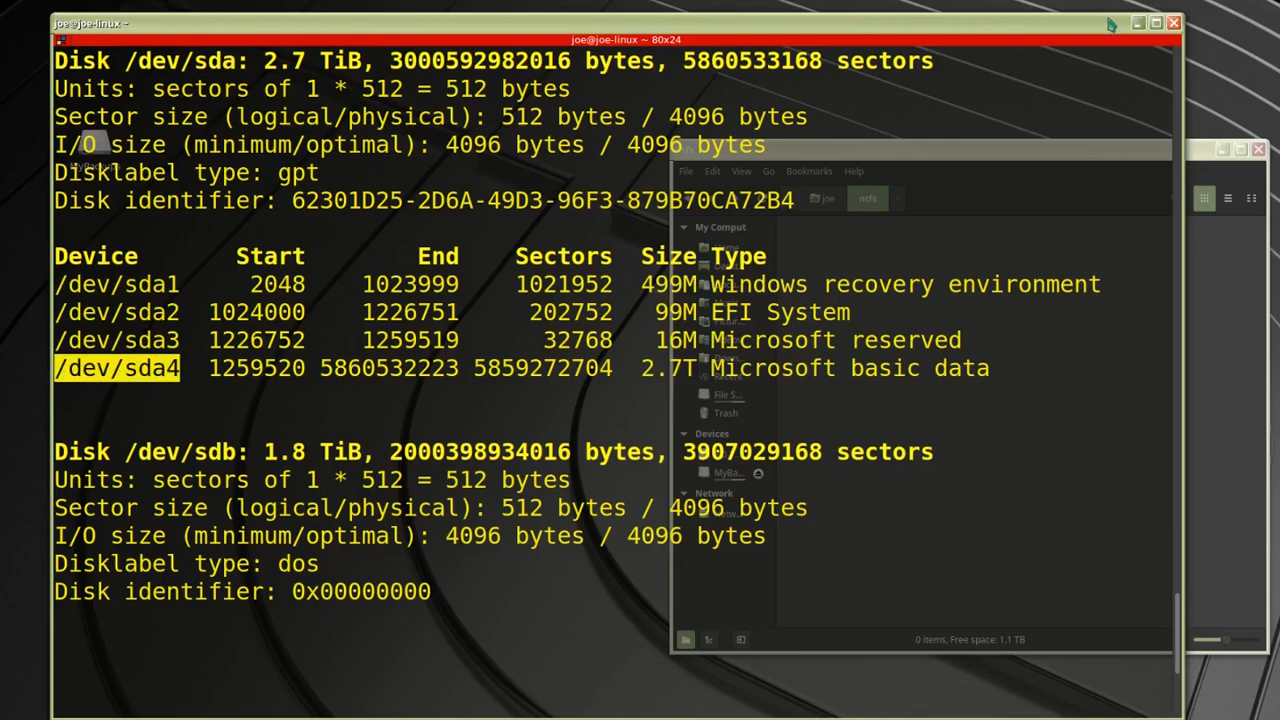 joe@joe-linux ~
joe@joe-linux ~ 80x24
Disk /dev/sda: 2.7 TiB, 3000592982016 bytes, 5860533168 sectors
Units: sectors of 1 * 512 = 512 bytes
Sector size (logical/physical): 512 bytes / 4096 bytes
I/O size (minimum/optimal): 4096 bytes / 4096 bytes
Disklabel type: gpt
Disk identifier: 62301D25-2D6A-49D3-96F3-879B70CA72B4
Device Start End Sectors Size Type
/dev/sda1 2048 1023999 1021952 499M Windows recovery environment
/dev/sda2 1024000 1226751 202752 99M EFI System
/dev/sda3 1226752 1259519 32768 16M Microsoft reserved
/dev/sda4 1259520 5860532223 5859272704 2.7T Microsoft basic data
Disk /dev/sdb: 1.8 TiB, 2000398934016 bytes, 3907029168 sectors
Units: sectors of 1 * 512 = 512 bytes
Sector size (logical/physical): 512 bytes / 4096 bytes
I/O size (minimum/optimal): 4096 bytes / 4096 bytes
Disklabel type: dos
Disk identifier: 0x00000000
File Edit View Go Bookmarks Help
joe ntfs
My Comput
File S...
Trash
Devices
MyBa...
Network
0 items, Free space: 1.1 TB